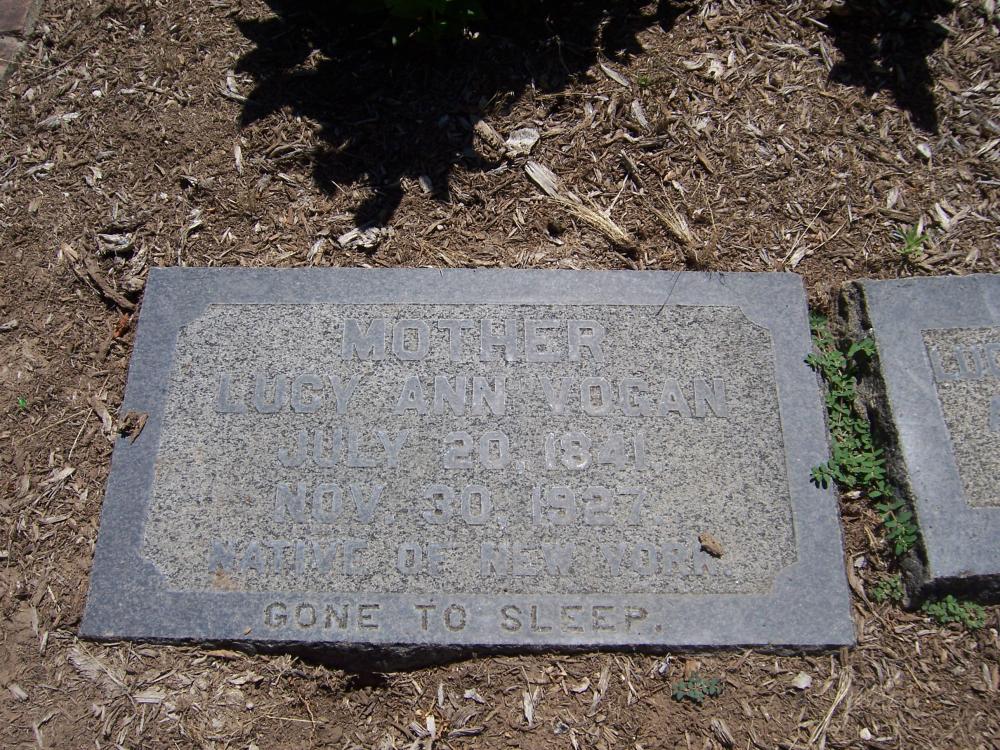 MOTHER
LUCY ANN VOGAN
JULY 20, 1841.
NOV. 30, 1927.
NATIVE OF NEW YORK
GONE TO SLEEP.